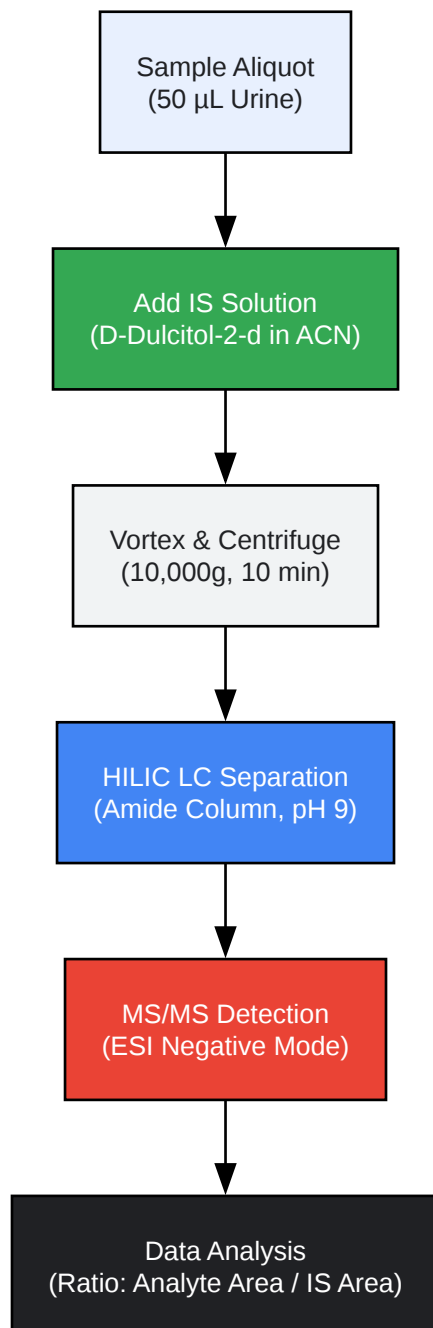 Sample Aliquot
(50 µL Urine)
Add IS Solution
(D-Dulcitol-2-d in ACN)
Vortex & Centrifuge
(10,000g, 10 min)
HILIC LC Separation
(Amide Column, pH 9)
MS/MS Detection
(ESI Negative Mode)
Data Analysis
(Ratio: Analyte Area / IS Area)